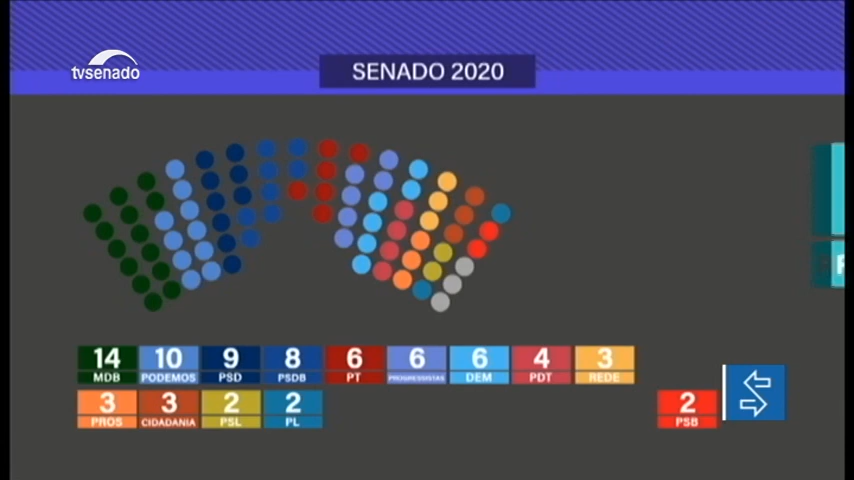 tvsenado
SENADO 2020
14 10 9 8 6 6 6 4 3
MDB PODEMOS PSD PSDB PT PROGRESSISTAS DEM PDT REDE
3 3 2 2 2
PROS CIDADANIA PSL PL PSB